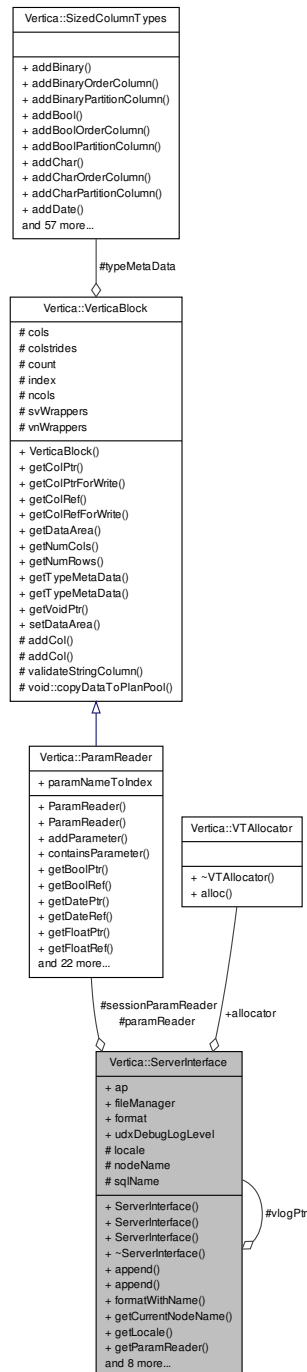 Vertica::SizedColumnTypes
+ addBinary()
+ addBinaryOrderColumn()
+ addBinaryPartitionColumn()
+ addBool()
+ addBoolOrderColumn()
+ addBoolPartitionColumn()
+ addChar()
+ addCharOrderColumn()
+ addCharPartitionColumn()
+ addDate()
and 57 more...
#typeMetaData
Vertica::VerticaBlock
# cols
# colstrides
# count
# index
# ncols
# svWrappers
# vnWrappers
+ VerticaBlock()
+ getColPtr()
+ getColPtrForWrite()
+ getColRef()
+ getColRefForWrite()
+ getDataArea()
+ getNumCols()
+ getNumRows()
+ getTypeMetaData()
+ getTypeMetaData()
+ getVoidPtr()
+ setDataArea()
# addCol()
# addCol()
# validateStringColumn()
# void::copyDataToPlanPool()
Vertica::ParamReader
+ paramNameToIndex
+ ParamReader()
+ ParamReader()
+ addParameter()
+ containsParameter()
+ getBoolPtr()
+ getBoolRef()
+ getDatePtr()
+ getDateRef()
+ getFloatPtr()
+ getFloatRef()
and 22 more...
Vertica::VTAllocator
+ ~VTAllocator()
+ alloc()
#sessionParamReader
#paramReader
+allocator
Vertica::ServerInterface
+ ap
+ fileManager
+ format
+ udxDebugLogLevel
# locale
# nodeName
# sqlName
+ ServerInterface()
+ ServerInterface()
+ ServerInterface()
+ ~ServerInterface()
+ append()
+ append()
+ formatWithName()
+ getCurrentNodeName()
+ getLocale()
+ getParamReader()
and 8 more...
#vlogPtr